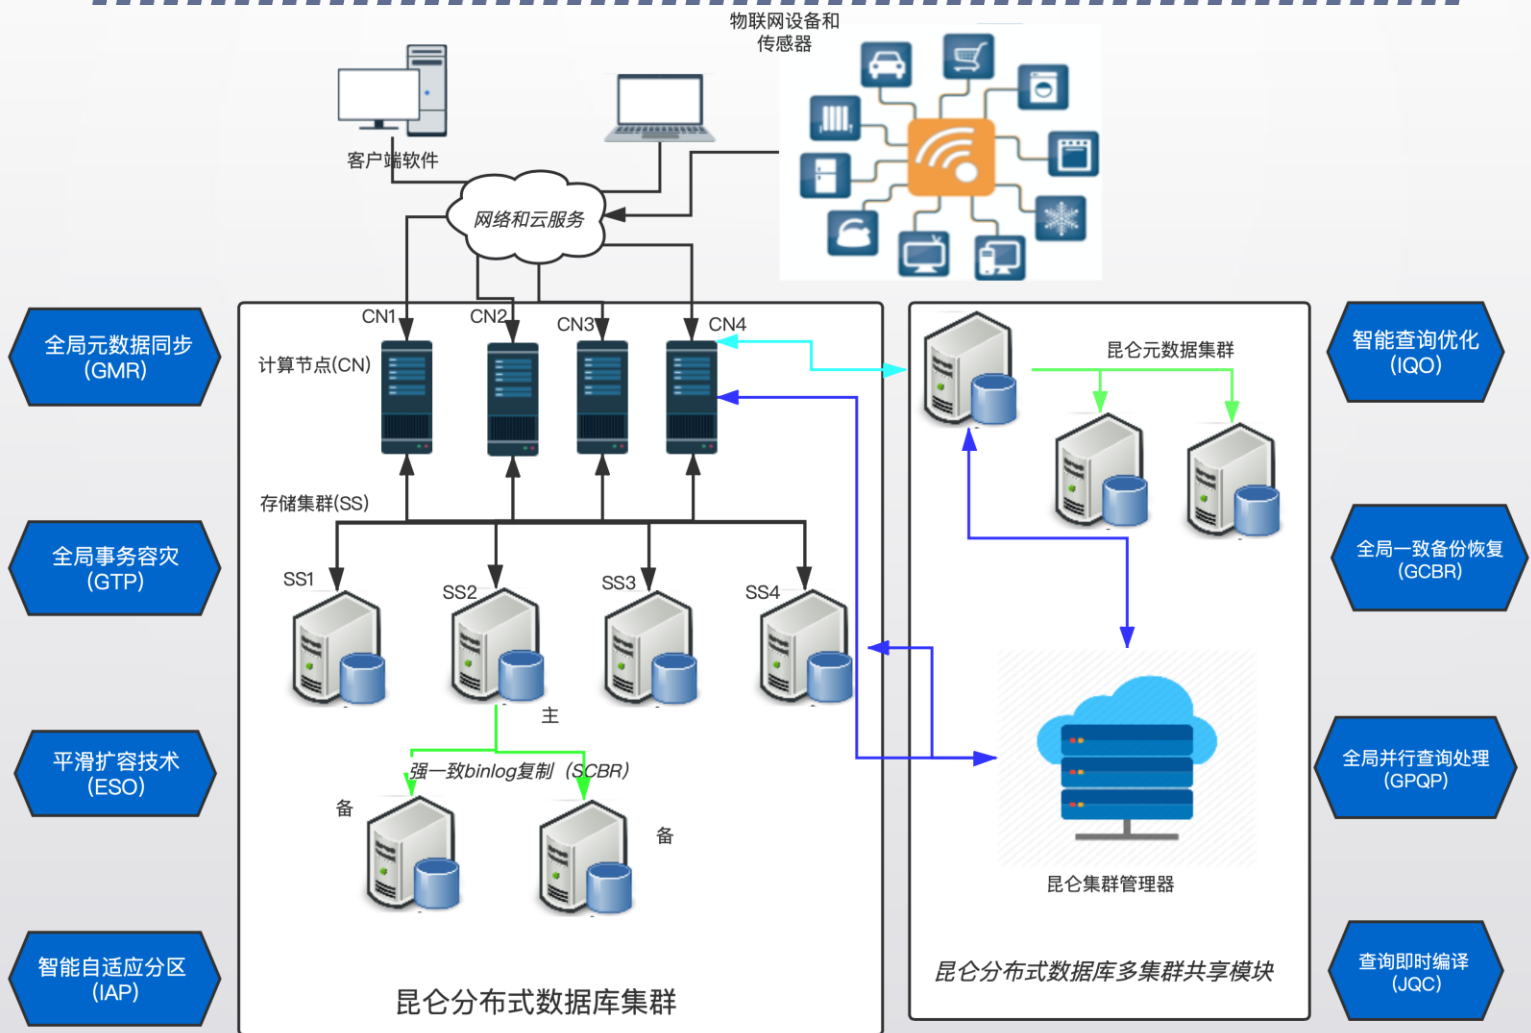 物联网设备和
传感器
客户端软件
网络和云服务
CN1
CN2
CN3
CN4
计算节点(CN)
存储集群(SS)
SS1
SS2
SS3
SS4
主
强一致binlog复制（SCBR）
备
备
昆仑分布式数据库集群
昆仑元数据集群
昆仑集群管理器
昆仑分布式数据库多集群共享模块
全局元数据同步
(GMR)
全局事务容灾
(GTP)
平滑扩容技术
(ESO)
智能自适应分区
(IAP)
智能查询优化
(IQO)
全局一致备份恢复
(GCBR)
全局并行查询处理
(GPQP)
查询即时编译
(JQC)